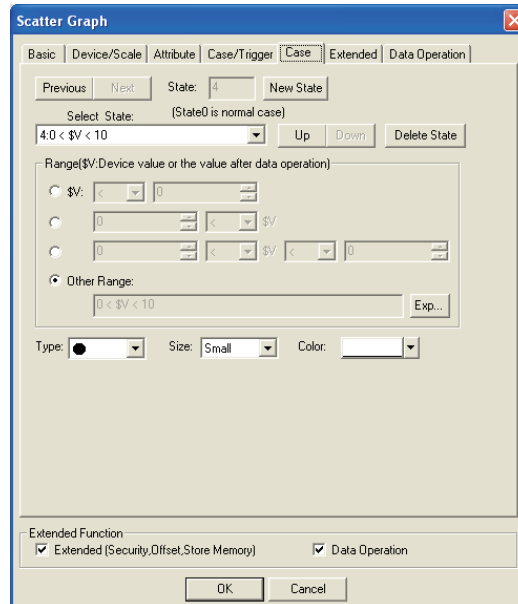 Scatter Graph
Basic Device/Scale Attribute Case/Trigger Case Extended Data Operation
Previous Next State: 4 New State
Select State: (State0 is normal case)
4:0 < $V < 10 Up Down Delete State
Range($V:Device value or the value after data operation)
$V: < 0
0 < $V
0 < $V < 0
Other Range:
0 < $V < 10 Exp...
Type: Size: Small Color:
Extended Function
Extended (Security,Offset,Store Memory) Data Operation
OK Cancel